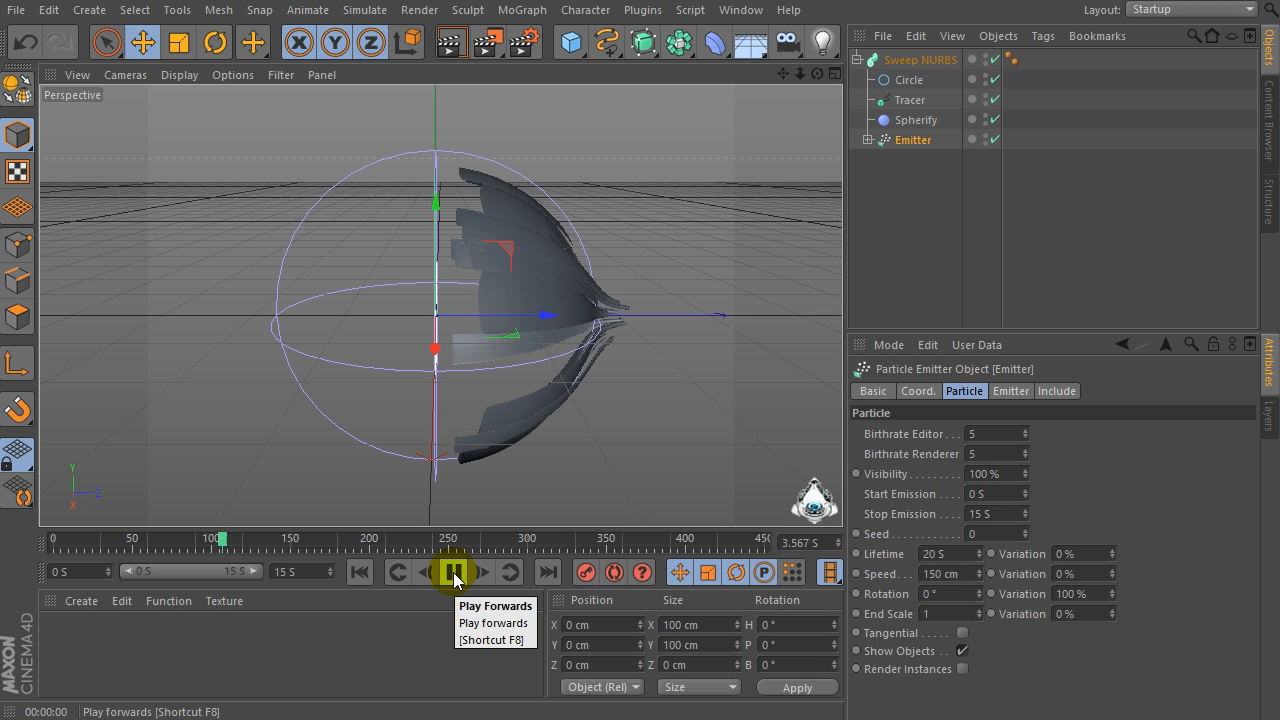 File Edit Create Select Tools Mesh Snap Animate Simulate Render Sculpt MoGraph Character Plugins Script Window Help Layout: Startup
View Cameras Display Options Filter Panel
Perspective
Y
Z
X
File Edit View Objects Tags Bookmarks
Sweep NURBS
Circle
Tracer
Spherify
Emitter
Objects
Content Browser
Structure
Mode Edit User Data
Particle Emitter Object [Emitter]
Basic Coord. Particle Emitter Include
Particle
Birthrate Editor . . . 5
Birthrate Renderer 5
Visibility. . . . . . . . . 100 %
Start Emission . . . . 0 S
Stop Emission . . . . 15 S
Seed. . . . . . . . . . . . 0
Lifetime 20 S Variation 0 %
Speed. . . 150 cm Variation 0 %
Rotation 0 ° Variation 100 %
End Scale 1 Variation 0 %
Tangential . . . . .
Show Objects . .
Render Instances
Attributes
Layers
0 50 100 150 200 250 300 350 400 450 3.567 S
0 S 0 S 15 S 15 S
Play Forwards
Play forwards
[Shortcut F8]
Create Edit Function Texture
Position Size Rotation
X 0 cm X 100 cm H 0 °
Y 0 cm Y 100 cm P 0 °
Z 0 cm Z 0 cm B 0 °
Object (Rel) Size Apply
MAXON
CINEMA 4D
00:00:00 Play forwards [Shortcut F8]